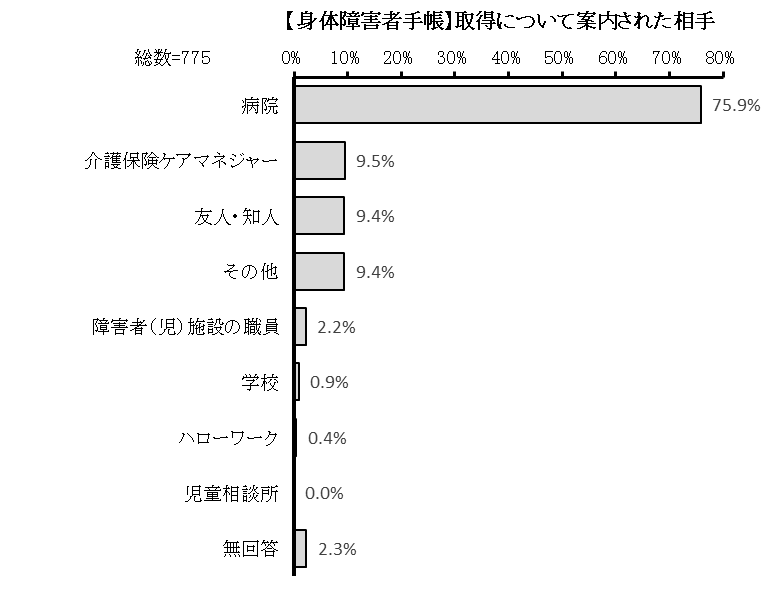 【身体障害者手帳】取得について案内された相手
総数=775
0% 10% 20% 30% 40% 50% 60% 70% 80%
病院 75.9%
介護保険ケアマネジャー 9.5%
友人・知人 9.4%
その他 9.4%
障害者（児）施設の職員 2.2%
学校 0.9%
ハローワーク 0.4%
児童相談所 0.0%
無回答 2.3%